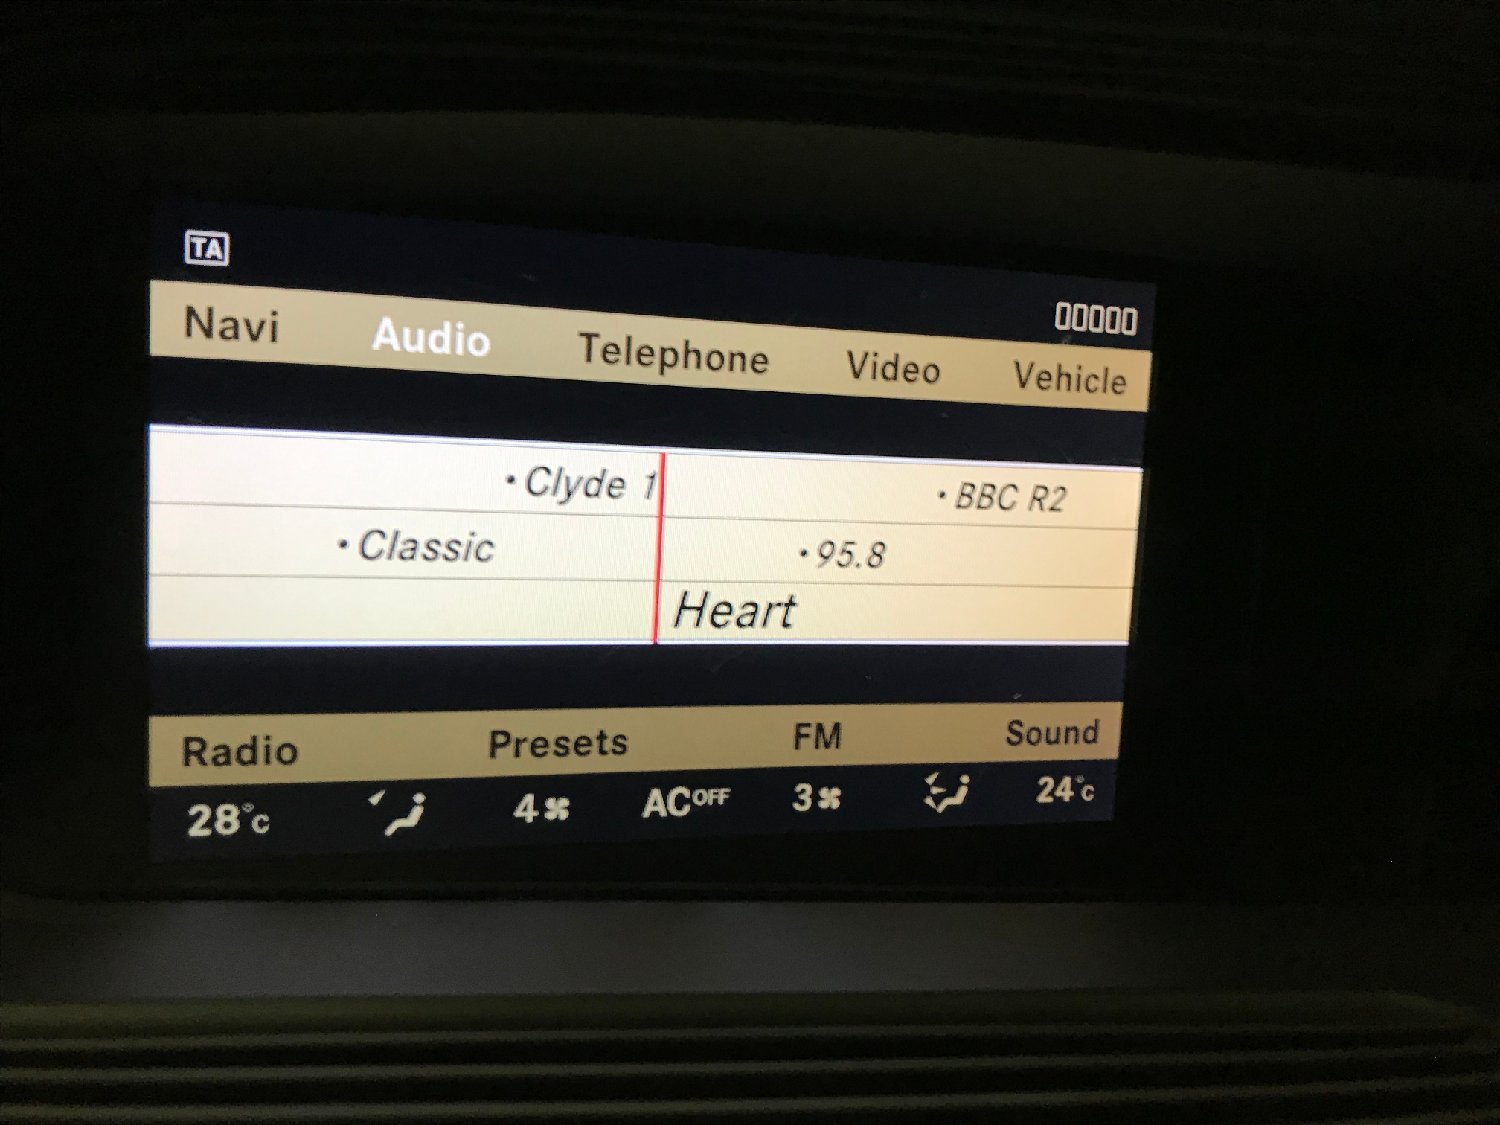 TA
00000
Navi Audio Telephone Video Vehicle
• Clyde 1 • BBC R2
• Classic • 95.8
Heart
Radio Presets FM Sound
28°C 4 AC OFF 3 24°C